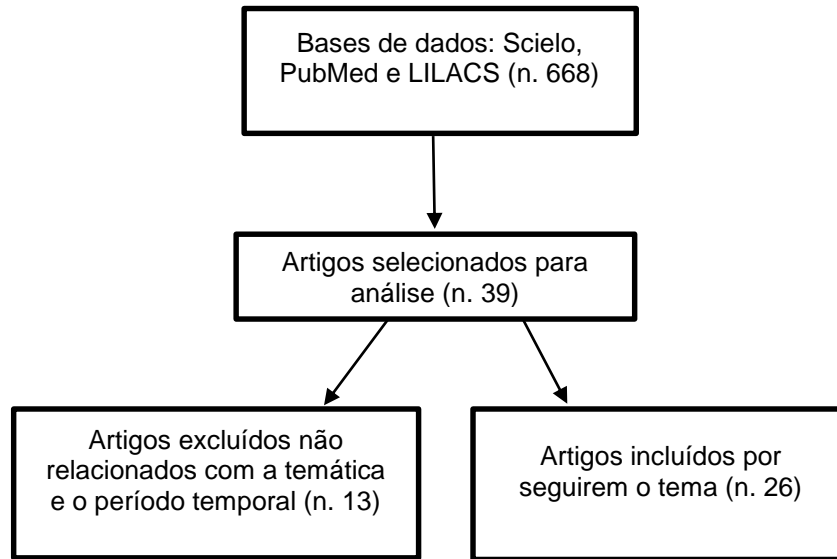 Bases de dados: Scielo,
PubMed e LILACS (n. 668)
Artigos selecionados para
análise (n. 39)
Artigos excluídos não
relacionados com a temática
e o período temporal (n. 13)
Artigos incluídos por
seguirem o tema (n. 26)